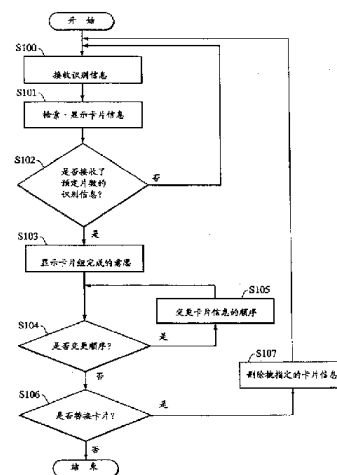 开 始
S100
接收识别信息
S101
检索·显示卡片信息
S102
是否接收了
预定片数的
识别信息?
否
是
S103
显示卡片组完成的意思
S105
变更卡片信息的顺序
S104
是否变更顺序?
是
否
S107
删除被指定的卡片信息
S106
是否替换卡片?
是
否
结 束